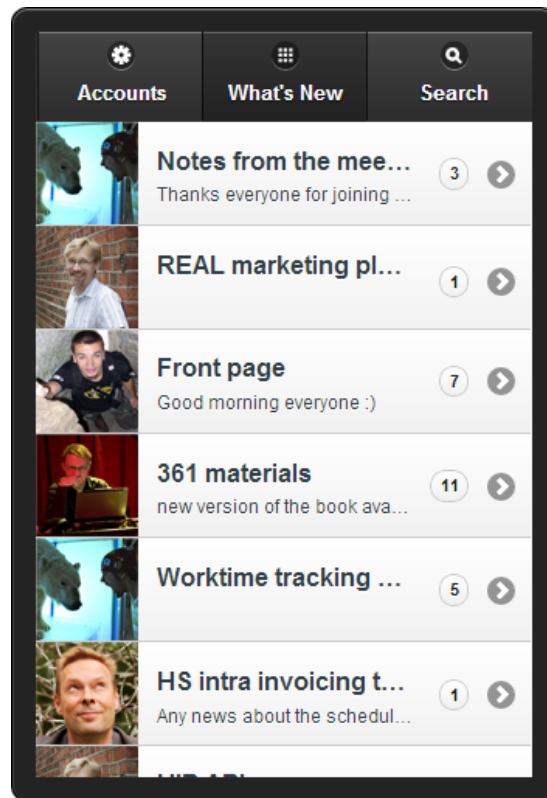 Accounts
What's New
Search
Notes from the mee...
3
Thanks everyone for joining ...
REAL marketing pl...
1
Front page
7
Good morning everyone :)
361 materials
11
new version of the book ava...
Worktime tracking ...
5
HS intra invoicing t...
1
Any news about the schedul...